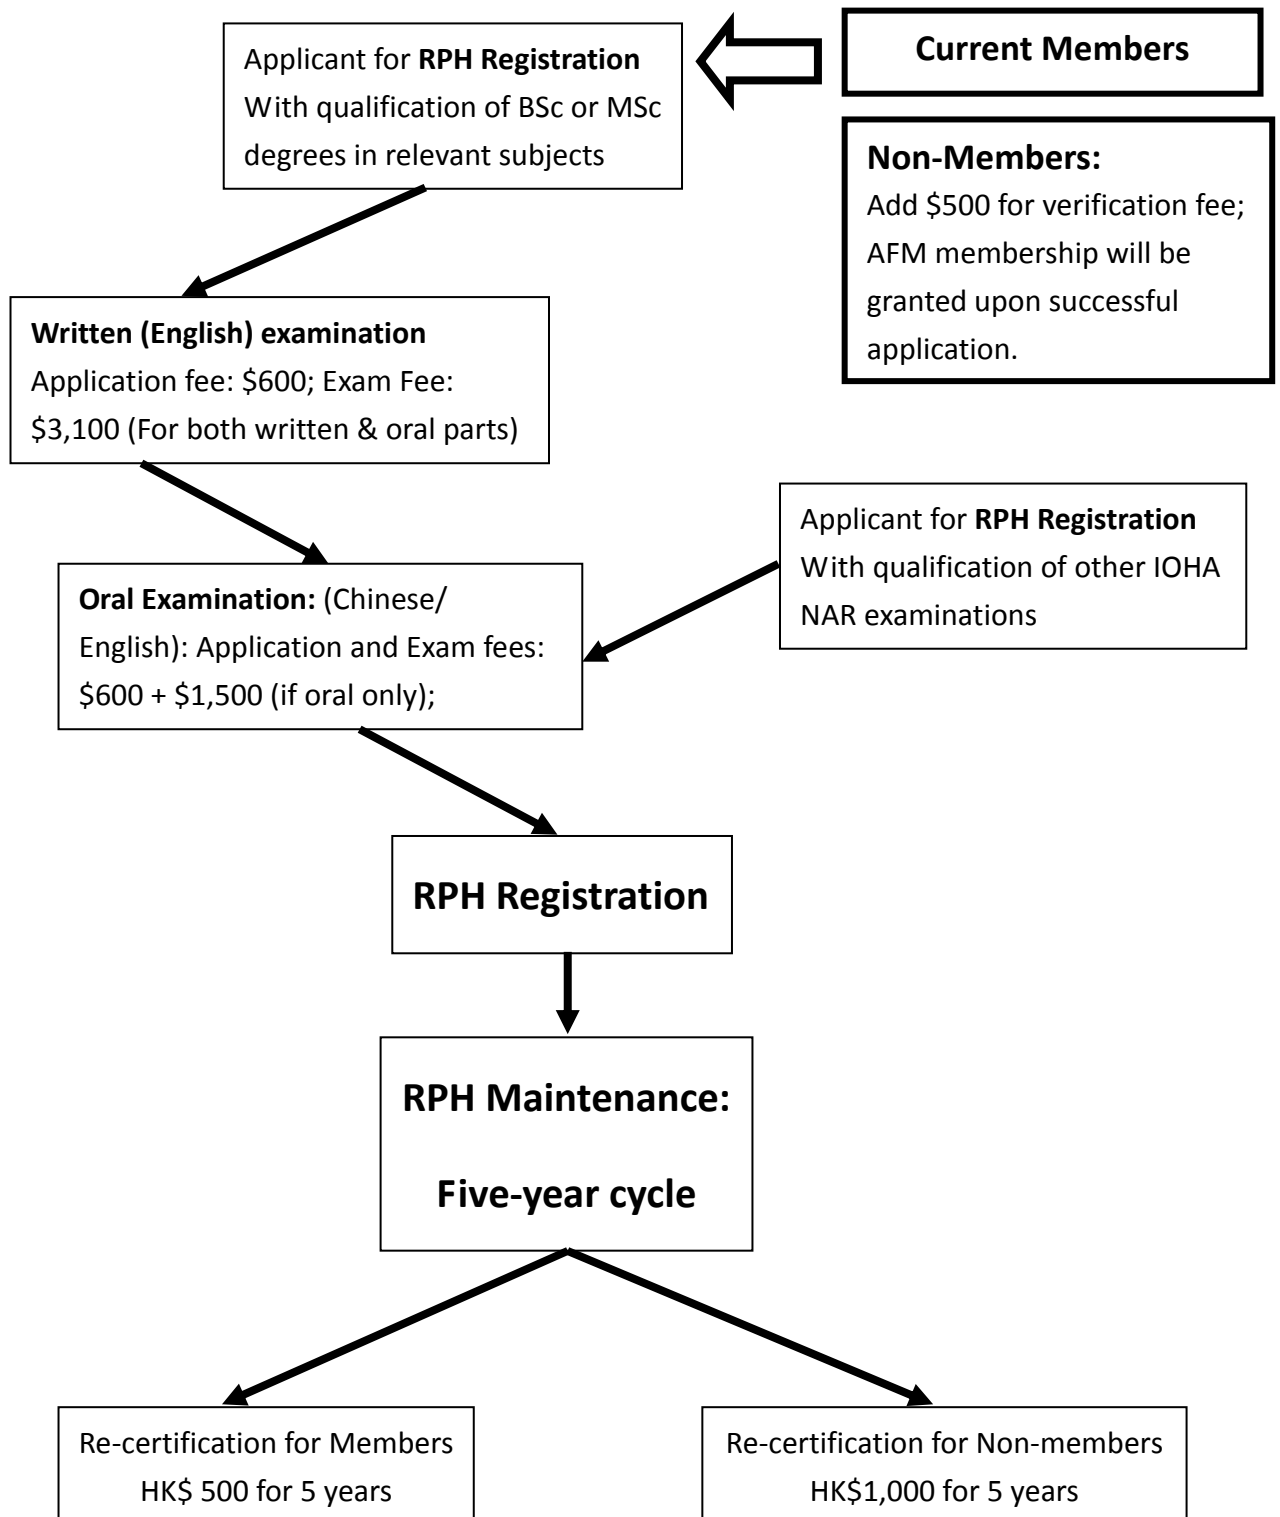 Applicant for RPH Registration
With qualification of BSc or MSc
degrees in relevant subjects
Current Members
Non-Members:
Add $500 for verification fee;
AFM membership will be
granted upon successful
application.
Written (English) examination
Application fee: $600; Exam Fee:
$3,100 (For both written & oral parts)
Applicant for RPH Registration
With qualification of other IOHA
NAR examinations
Oral Examination: (Chinese/
English): Application and Exam fees:
$600 + $1,500 (if oral only);
RPH Registration
RPH Maintenance:
Five-year cycle
Re-certification for Members
HK$ 500 for 5 years
Re-certification for Non-members
HK$1,000 for 5 years